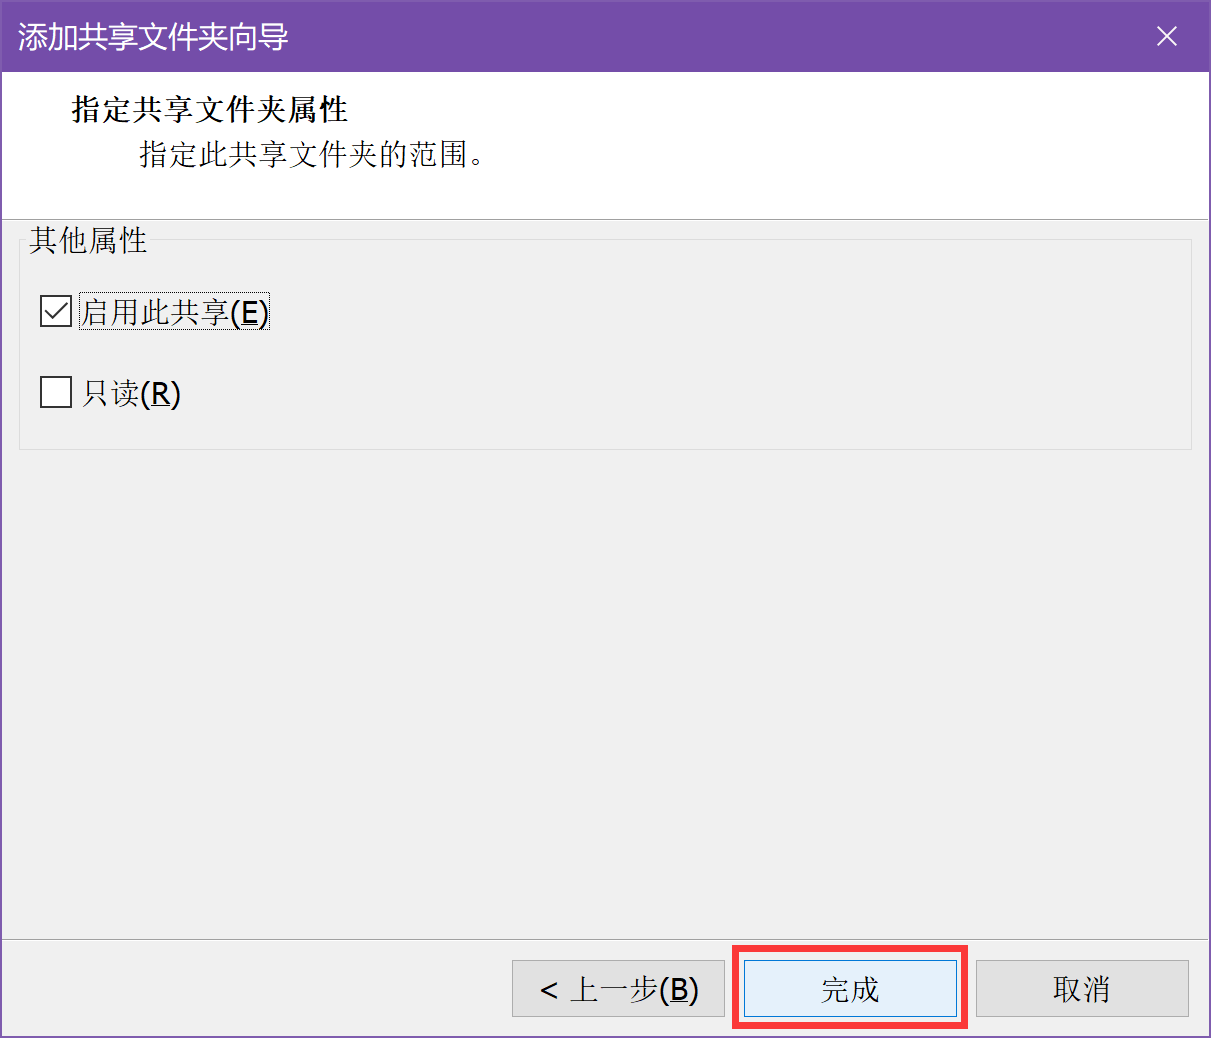 添加共享文件夹向导
指定共享文件夹属性
指定此共享文件夹的范围。
其他属性
启用此共享(E)
只读(R)
< 上一步(B)
完成
取消